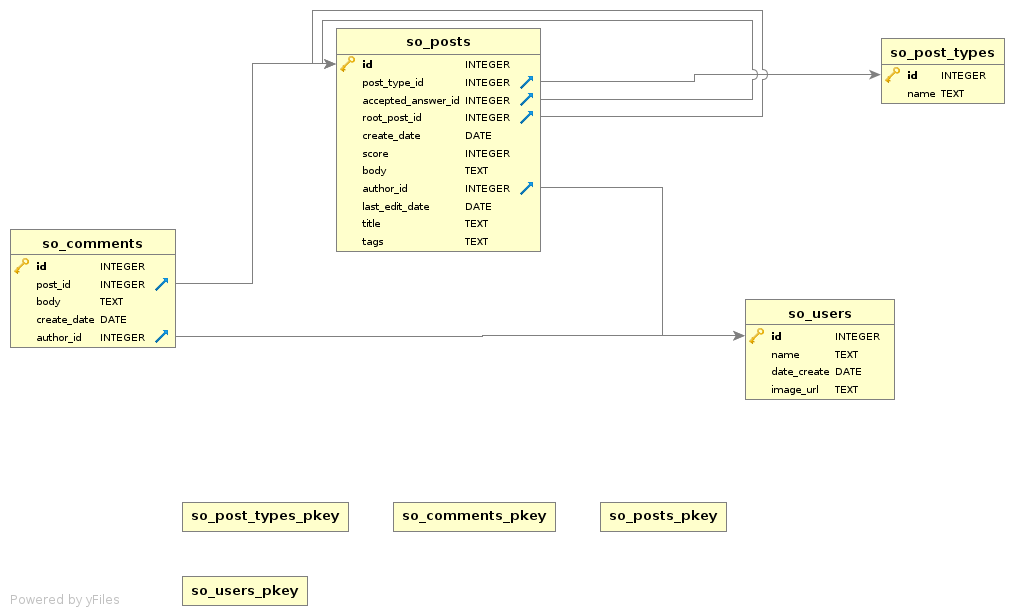 so_posts
id INTEGER
post_type_id INTEGER
accepted_answer_id INTEGER
root_post_id INTEGER
create_date DATE
score INTEGER
body TEXT
author_id INTEGER
last_edit_date DATE
title TEXT
tags TEXT
so_post_types
id INTEGER
name TEXT
so_comments
id INTEGER
post_id INTEGER
body TEXT
create_date DATE
author_id INTEGER
so_users
id INTEGER
name TEXT
date_create DATE
image_url TEXT
so_post_types_pkey
so_comments_pkey
so_posts_pkey
so_users_pkey
Powered by yFiles